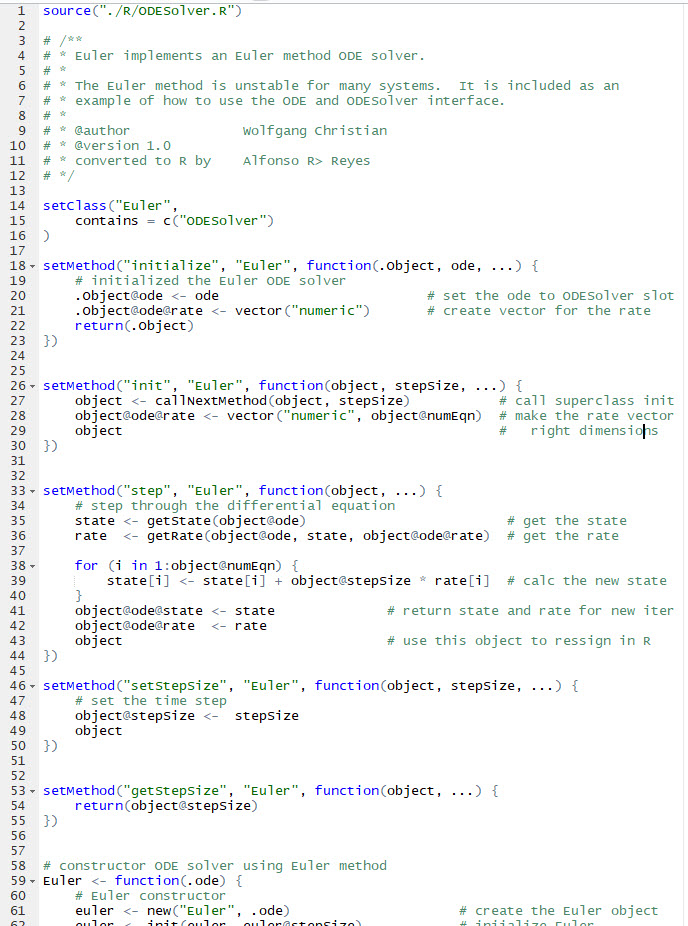 1 source("./R/ODESolver.R")
2
3 # /**
4 # * Euler implements an Euler method ODE solver.
5 # *
6 # * The Euler method is unstable for many systems.  It is included as an
7 # * example of how to use the ODE and ODESolver interface.
8 # *
9 # * @author              Wolfgang Christian
10 # * @version 1.0
11 # * converted to R by    Alfonso R> Reyes
12 # */
13
14 setClass("Euler",
15     contains = c("ODESolver")
16 )
17
18 setMethod("initialize", "Euler", function(.Object, ode, ...) {
19     # initialized the Euler ODE solver
20     .Object@ode <- ode                          # set the ode to ODESolver slot
21     .Object@ode@rate <- vector("numeric")       # create vector for the rate
22     return(.Object)
23 })
24
25
26 setMethod("init", "Euler", function(object, stepSize, ...) {
27     object <- callNextMethod(object, stepSize)           # call superclass init
28     object@ode@rate <- vector("numeric", object@numEqn)  # make the rate vector
29     object                                               #   right dimensions
30 })
31
32
33 setMethod("step", "Euler", function(object, ...) {
34     # step through the differential equation
35     state <- getState(object@ode)                         # get the state
36     rate  <- getRate(object@ode, state, object@ode@rate)  # get the rate
37
38     for (i in 1:object@numEqn) {
39         state[i] <- state[i] + object@stepSize * rate[i]  # calc the new state
40     }
41     object@ode@state <- state              # return state and rate for new iter
42     object@ode@rate  <- rate
43     object                                 # use this object to ressign in R
44 })
45
46 setMethod("setStepSize", "Euler", function(object, stepSize, ...) {
47     # set the time step
48     object@stepSize <-  stepSize
49     object
50 })
51
52
53 setMethod("getStepSize", "Euler", function(object, ...) {
54     return(object@stepSize)
55 })
56
57
58 # constructor ODE solver using Euler method
59 Euler <- function(.ode) {
60     # Euler constructor
61     euler <- new("Euler", .ode)                     # create the Euler object
62     euler <- init(euler, euler@stepSize)            # iniialize Euler